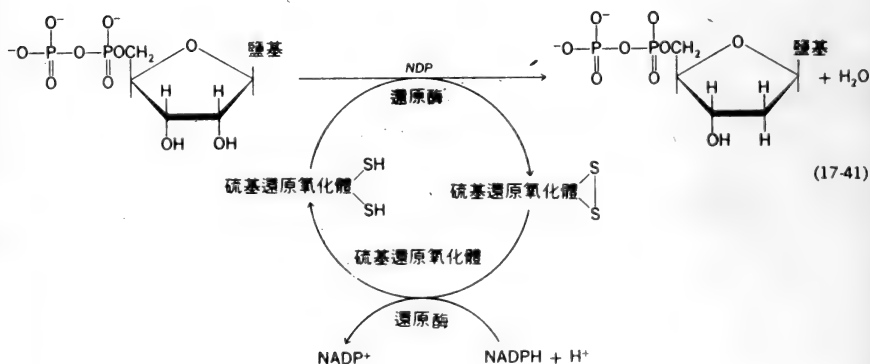 O⁻ O⁻ O⁻ O
⁻O—P—O—POCH₂ O 鹽基 NDP ⁻O—P—O—POCH₂ O 鹽基
O O H H 還原酶 O O H H + H₂O
OH OH OH H
SH S
硫基還原氧化體 硫基還原氧化體 (17-41)
SH S
硫基還原氧化體
還原酶
NADP⁺ NADPH + H⁺